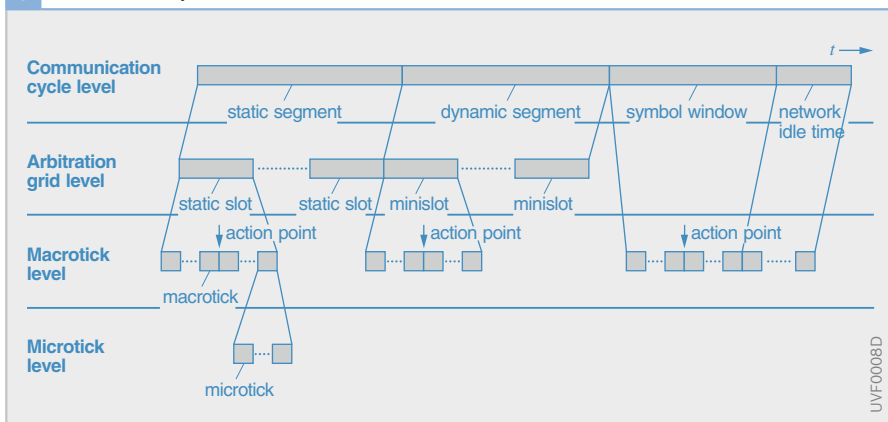 t
Communication
cycle level
static segment
dynamic segment
symbol window
network
idle time
Arbitration
grid level
static slot
static slot
minislot
minislot
action point
action point
action point
Macrotick
level
macrotick
Microtick
level
microtick
UVF0008D